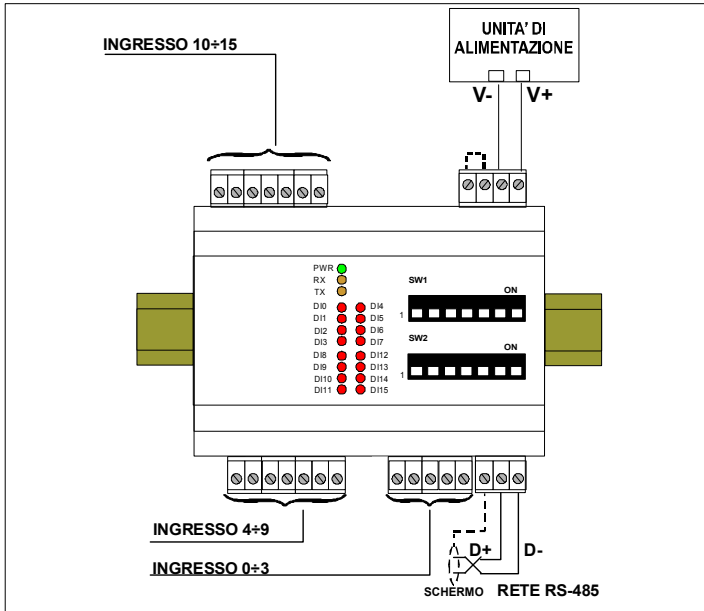 INGRESSO 10÷15
UNITA' DI
ALIMENTAZIONE
V- V+
PWR
RX
TX
DI0 DI4
DI1 DI5
DI2 DI6
DI3 DI7
DI8 DI12
DI9 DI13
DI10 DI14
DI11 DI15
SW1
ON
1
SW2
ON
1
INGRESSO 4÷9
INGRESSO 0÷3
D+ D-
SCHERMO RETE RS-485